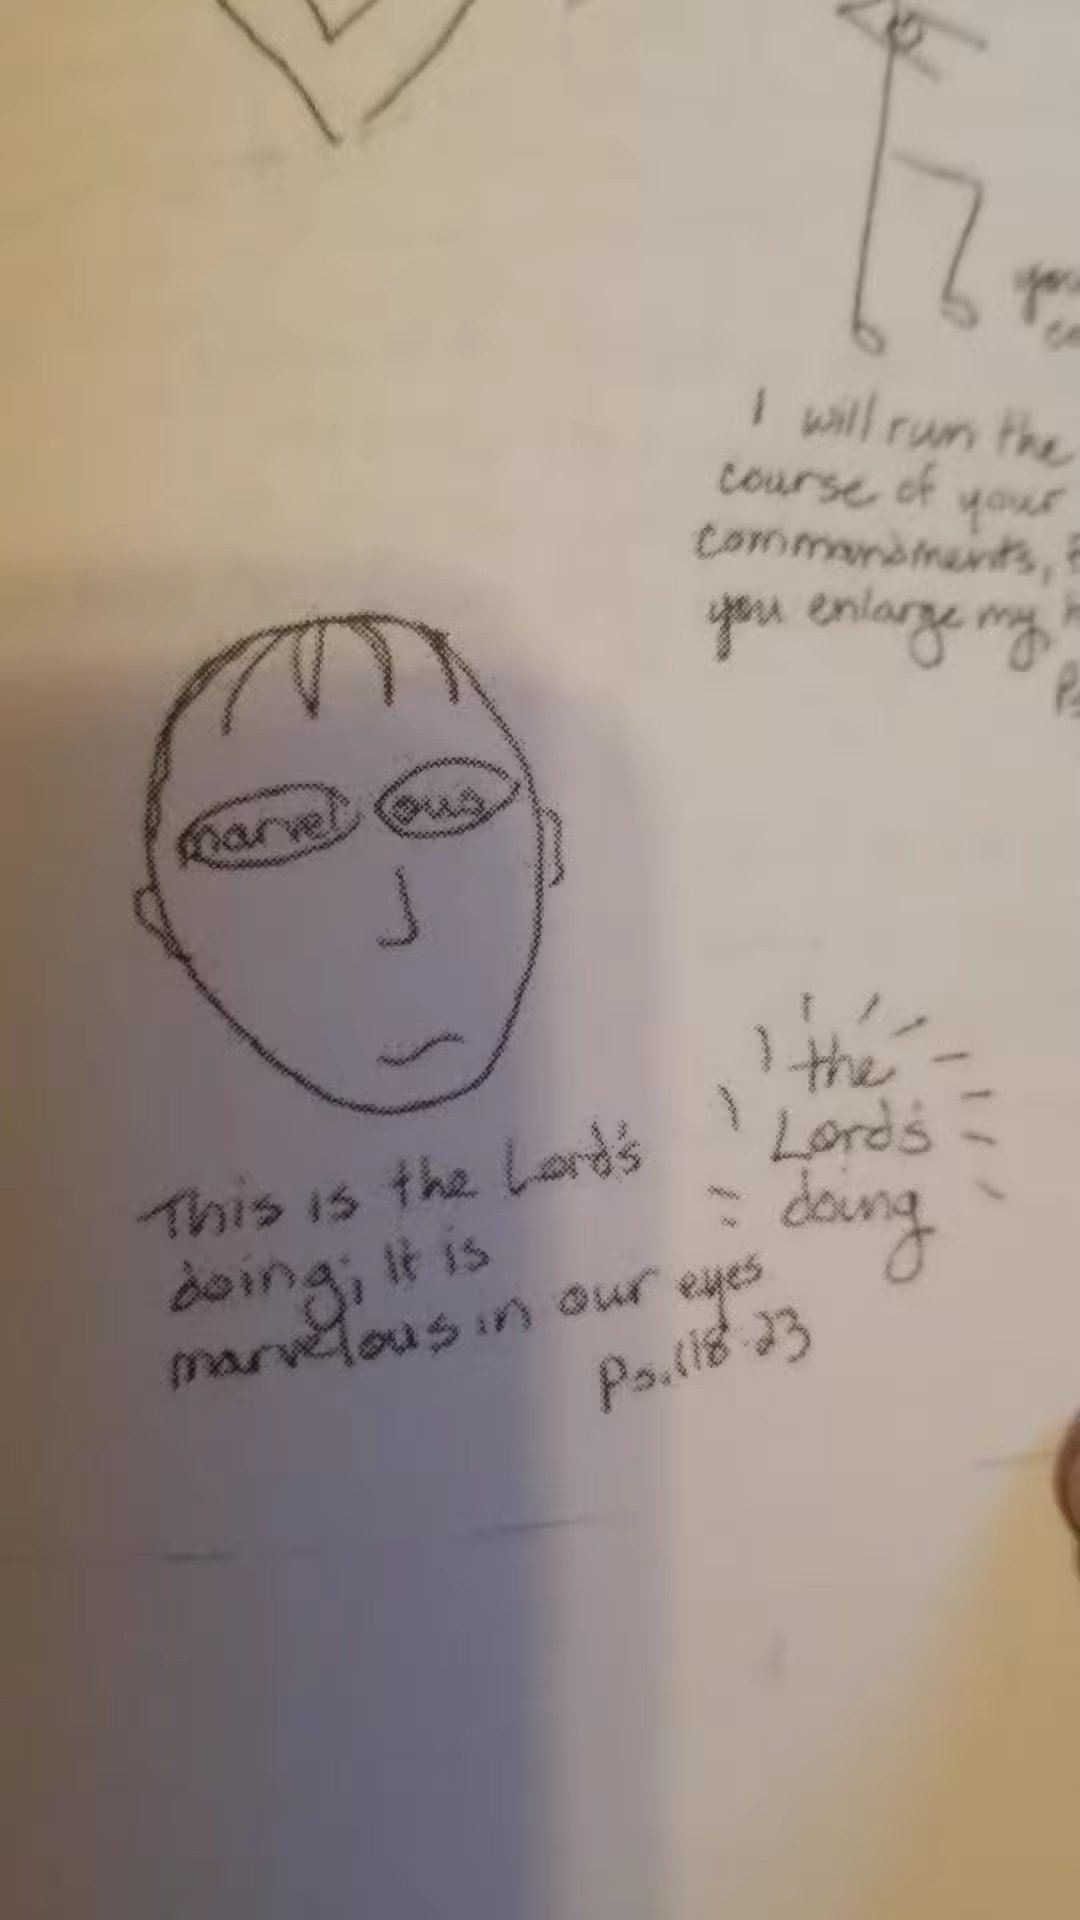 you
I will run the
course of your
commandments,
you enlarge my
marvel ous
the
Lord's
doing
This is the Lord's
doing; It is
marvelous in our eyes
Ps. 118:23